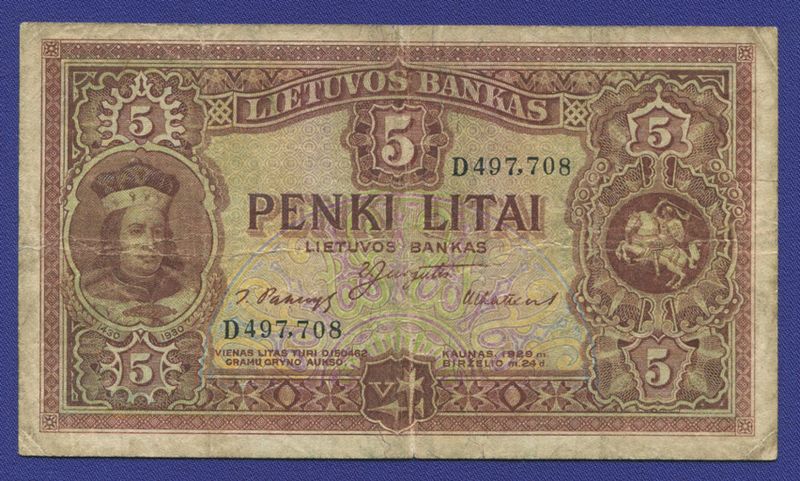 LIETUVOS BANKAS
5
5
5
D497,708
PENKI LITAI
LIETUVOS BANKAS
1430 V 1930
D497,708
VIENAS LITAS TURI 0,150462
GRAMŲ GRYNO AUKSO.
KAUNAS, 1929 m
BIRŽELIO m. 24 d
5
V
5